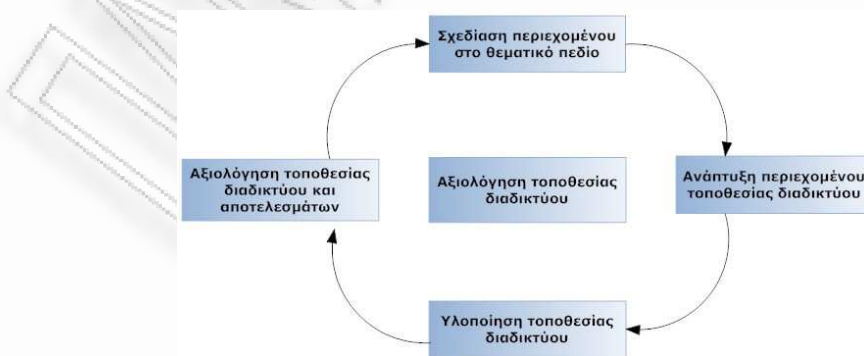 Σχεδίαση περιεχομένου
στο θεματικό πεδίο
Αξιολόγηση τοποθεσίας
διαδικτύου και
αποτελεσμάτων
Αξιολόγηση τοποθεσίας
διαδικτύου
Ανάπτυξη περιεχομένου
τοποθεσίας διαδικτύου
Υλοποίηση τοποθεσίας
διαδικτύου